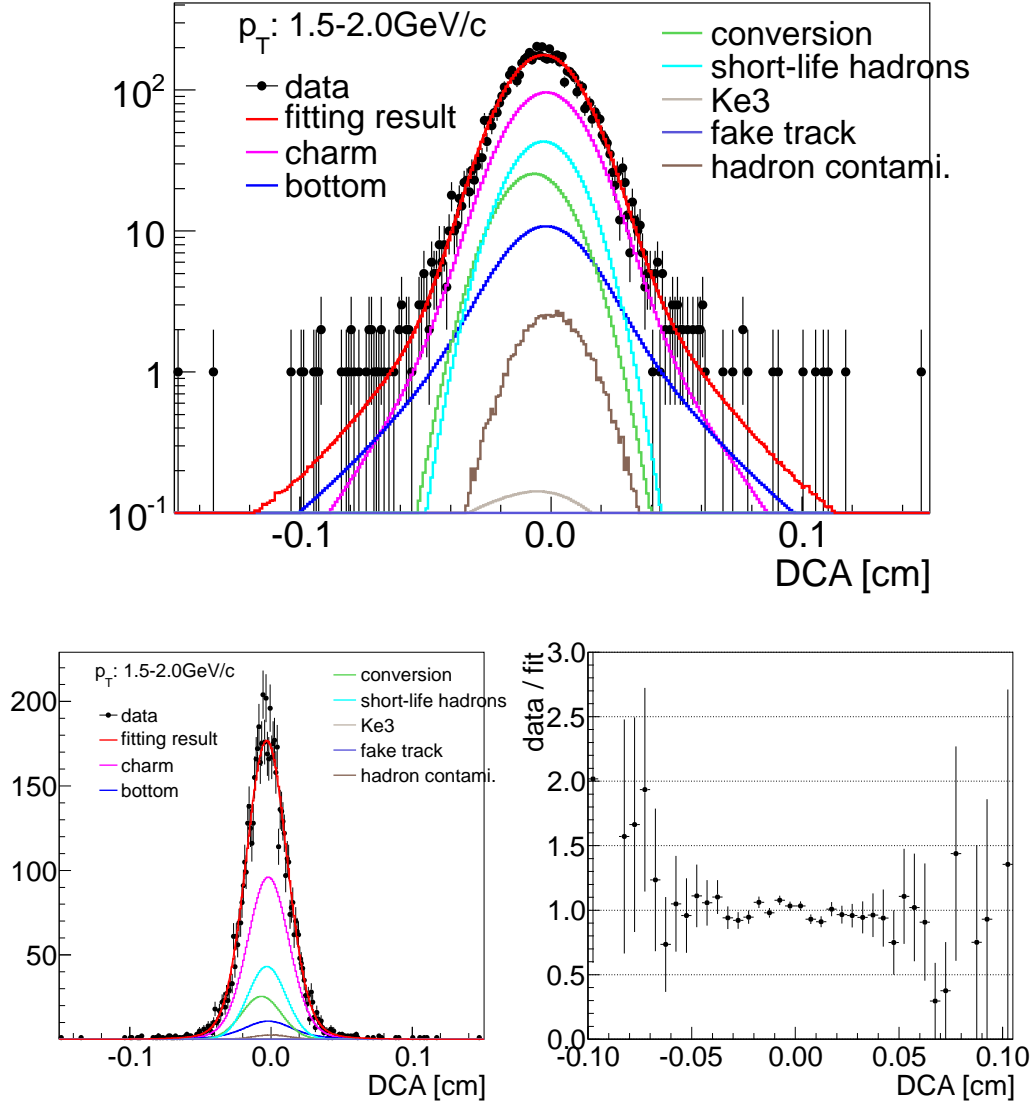 p_T: 1.5-2.0GeV/c
data
fitting result
charm
bottom
conversion
short-life hadrons
Ke3
fake track
hadron contami.
10^2
10
1
10^-1
-0.1
0.0
0.1
DCA [cm]
p_T: 1.5-2.0GeV/c
data
fitting result
charm
bottom
conversion
short-life hadrons
Ke3
fake track
hadron contami.
200
150
100
50
-0.1
0.0
0.1
DCA [cm]
data / fit
3.0
2.5
2.0
1.5
1.0
0.5
0.0
-0.10
-0.05
0.00
0.05
0.10
DCA [cm]